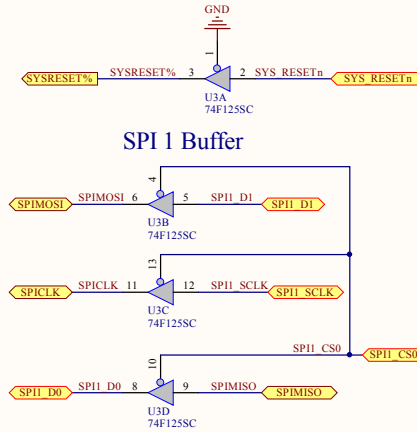 GND
1
SYSRESET% SYSRESET% 3 2 SYS_RESETn SYS_RESETn
U3A
74F125SC
SPI 1 Buffer
4
SPIMOSI SPIMOSI 6 5 SPI1_D1 SPI1_D1
U3B
74F125SC
13
SPICLK SPICLK 11 12 SPI1_SCLK SPI1_SCLK
U3C
74F125SC
SPI1_CS0 SPI1_CS0
10
SPI1_D0 SPI1_D0 8 9 SPIMISO SPIMISO
U3D
74F125SC